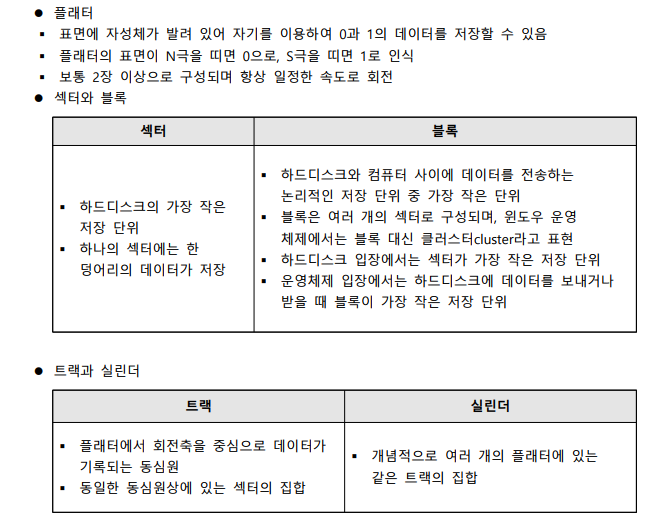 ● 플래터
▪ 표면에 자성체가 발려 있어 자기를 이용하여 0과 1의 데이터를 저장할 수 있음
▪ 플래터의 표면이 N극을 띠면 0으로, S극을 띠면 1로 인식
▪ 보통 2장 이상으로 구성되며 항상 일정한 속도로 회전
● 섹터와 블록
섹터
▪ 하드디스크의 가장 작은
저장 단위
▪ 하나의 섹터에는 한
덩어리의 데이터가 저장
블록
▪ 하드디스크와 컴퓨터 사이에 데이터를 전송하는
논리적인 저장 단위 중 가장 작은 단위
▪ 블록은 여러 개의 섹터로 구성되며, 윈도우 운영
체제에서는 블록 대신 클러스터cluster라고 표현
▪ 하드디스크 입장에서는 섹터가 가장 작은 저장 단위
▪ 운영체제 입장에서는 하드디스크에 데이터를 보내거나
받을 때 블록이 가장 작은 저장 단위
● 트랙과 실린더
트랙
▪ 플래터에서 회전축을 중심으로 데이터가
기록되는 동심원
▪ 동일한 동심원상에 있는 섹터의 집합
실린더
▪ 개념적으로 여러 개의 플래터에 있는
같은 트랙의 집합